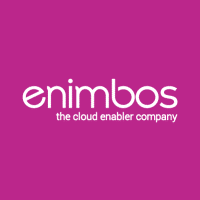 enimbos
the cloud enabler company